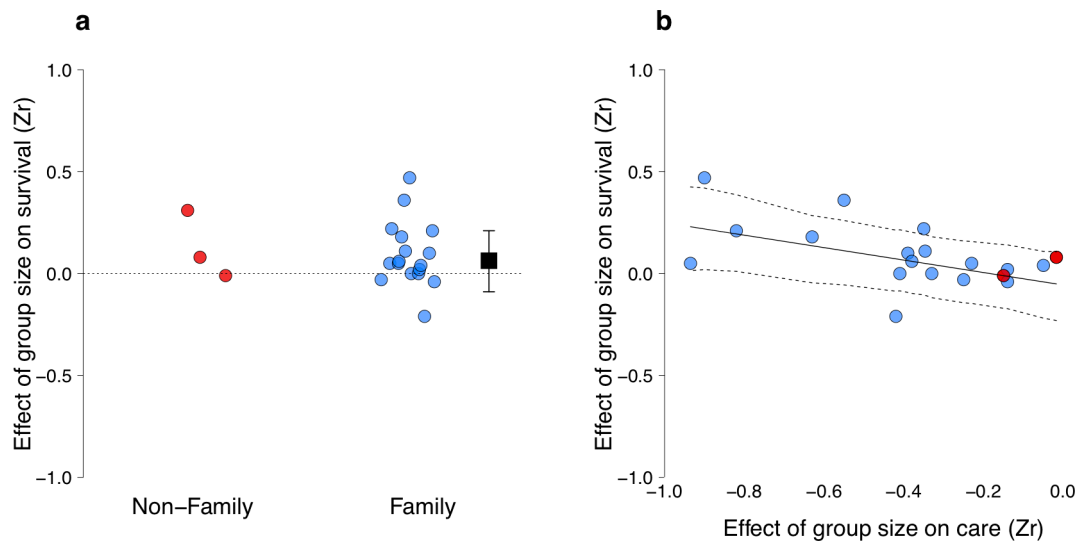 a
Effect of group size on survival (Zr)
1.0
0.5
0.0
−0.5
−1.0
Non−Family
Family
b
Effect of group size on survival (Zr)
1.0
0.5
0.0
−0.5
−1.0
−1.0 −0.8 −0.6 −0.4 −0.2 0.0
Effect of group size on care (Zr)